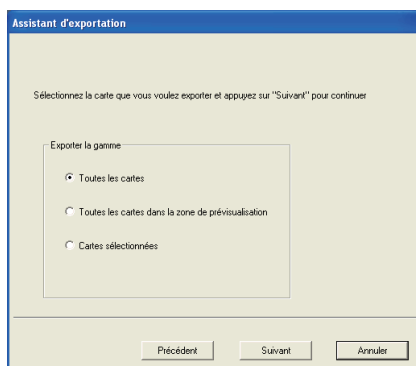 Assistant d'exportation
Sélectionnez la carte que vous voulez exporter et appuyez sur "Suivant" pour continuer
Exporter la gamme
Toutes les cartes
Toutes les cartes dans la zone de prévisualisation
Cartes sélectionnées
Précédent Suivant Annuler